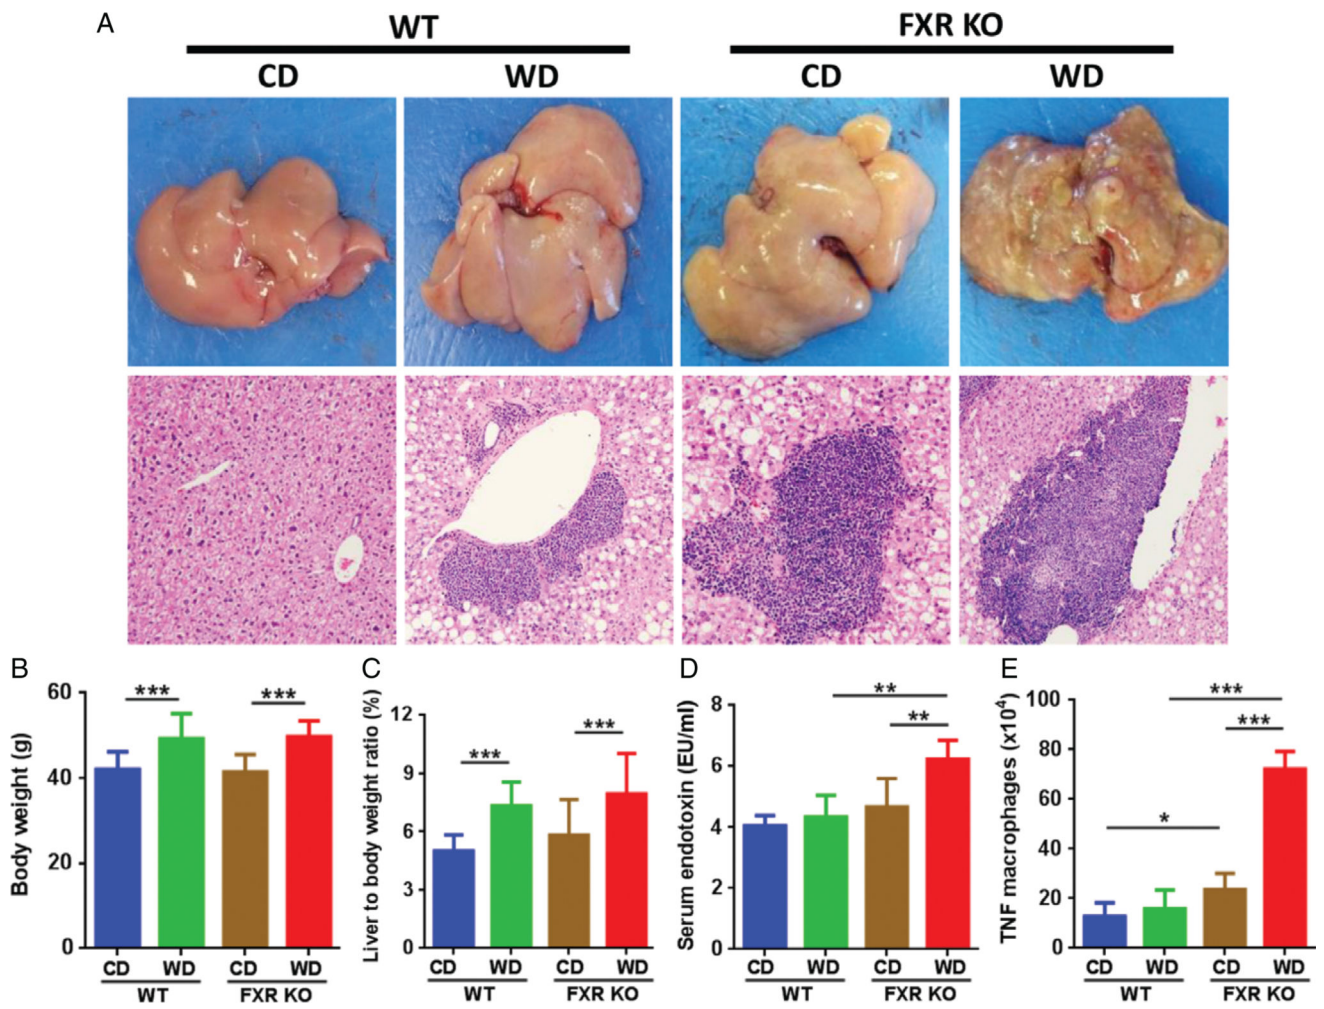 A
WT
FXR KO
CD
WD
CD
WD
B
Body weight (g)
60
40
20
0
***
***
CD
WD
CD
WD
WT
FXR KO
C
Liver to body weight ratio (%)
12
9
6
3
0
***
***
CD
WD
CD
WD
WT
FXR KO
D
Serum endotoxin (EU/ml)
8
6
4
2
0
**
**
CD
WD
CD
WD
WT
FXR KO
E
TNF macrophages (x10⁴)
100
80
60
40
20
0
***
***
*
CD
WD
CD
WD
WT
FXR KO